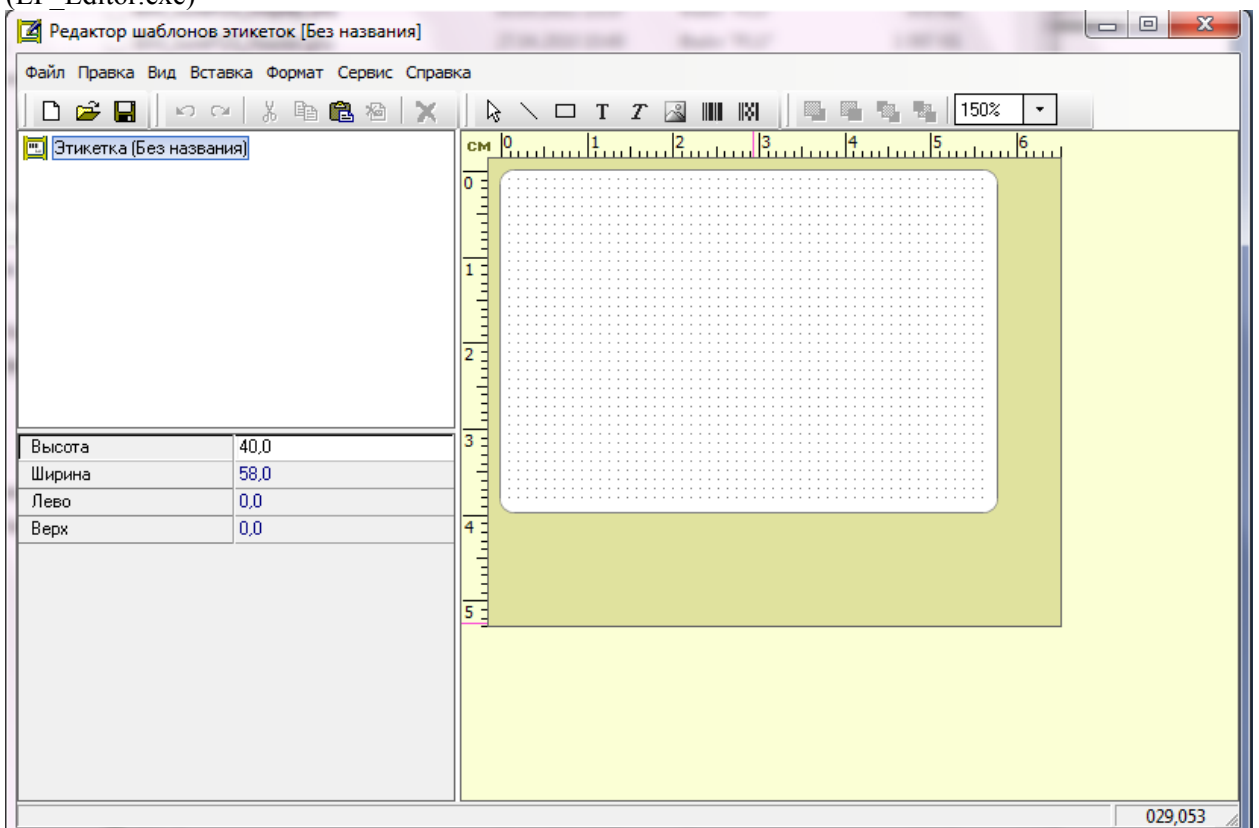 (LP_Editor.exe)
Редактор шаблонов этикеток [Без названия]
Файл Правка Вид Вставка Формат Сервис Справка
T T 150%
Этикетка (Без названия)
см 0 1 2 3 4 5 6
0
1
2
3
4
5
Высота 40,0
Ширина 58,0
Лево 0,0
Верх 0,0
029,053